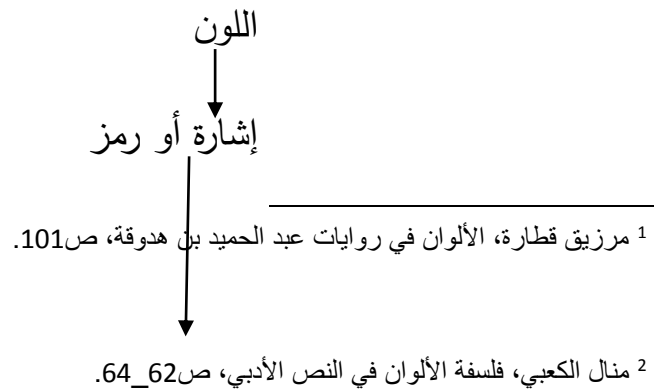 اللون
إشارة أو رمز
1 مرزيق قطارة، الألوان في روايات عبد الحميد بن هدوقة، ص101.
2 منال الكعبي، فلسفة الألوان في النص الأدبي، ص62_64.